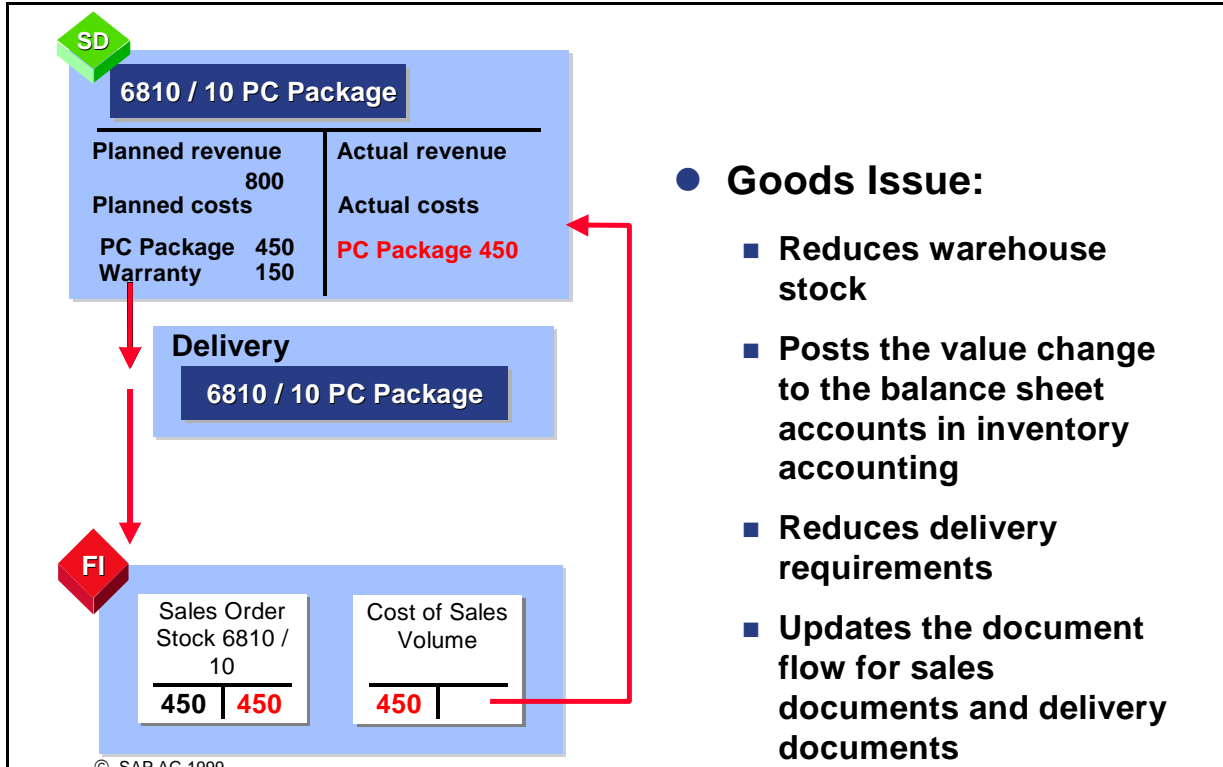 SD
6810 / 10 PC Package
Planned revenue
800
Planned costs
PC Package 450
Warranty 150
Actual revenue
Actual costs
PC Package 450
Delivery
6810 / 10 PC Package
FI
Sales Order
Stock 6810 /
10
450 450
Cost of Sales
Volume
450
© SAP AG 1999
Goods Issue:
Reduces warehouse
stock
Posts the value change
to the balance sheet
accounts in inventory
accounting
Reduces delivery
requirements
Updates the document
flow for sales
documents and delivery
documents